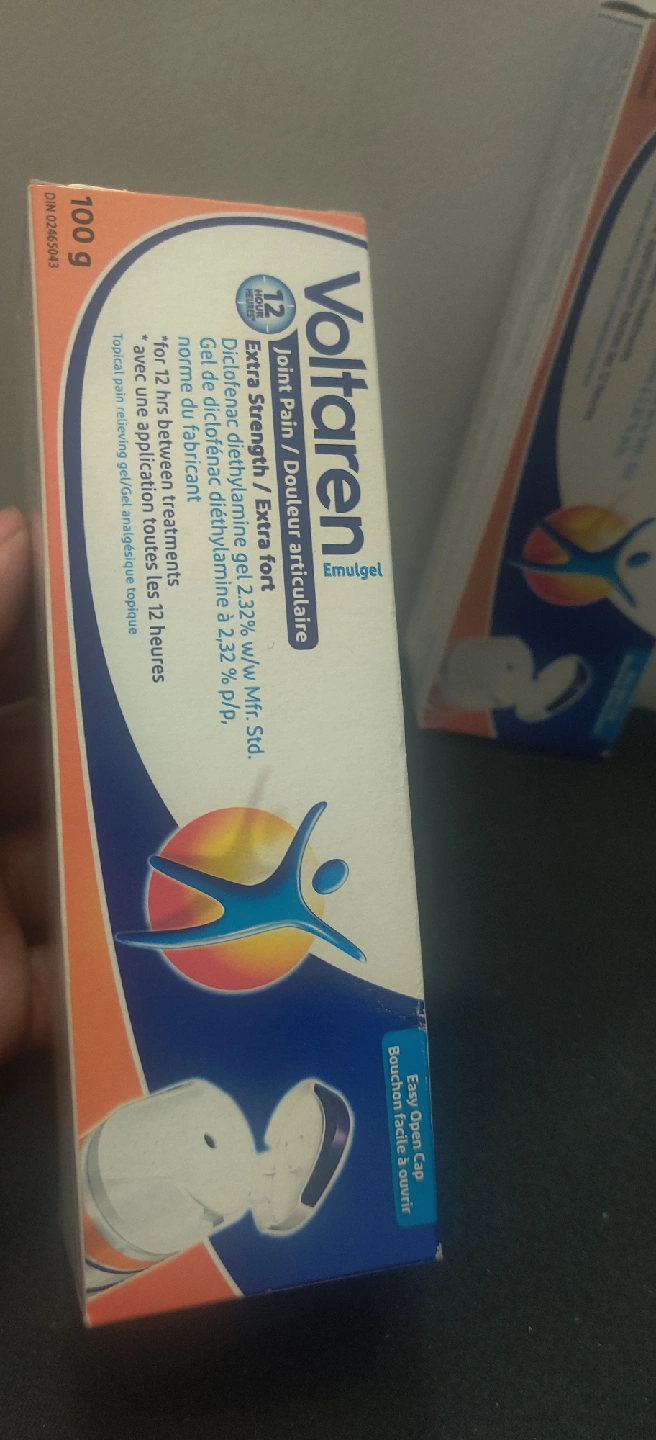 Voltaren
Emulgel
Joint Pain / Douleur articulaire
12
HOUR
HEURES*
Extra Strength / Extra fort
Diclofenac diethylamine gel 2.32% w/w Mfr. Std.
Gel de diclofénac diéthylamine à 2,32 % p/p,
norme du fabricant
*for 12 hrs between treatments
* avec une application toutes les 12 heures
Topical pain relieving gel/Gel analgésique topique
100 g
DIN 02465043
Easy Open Cap
Bouchon facile à ouvrir